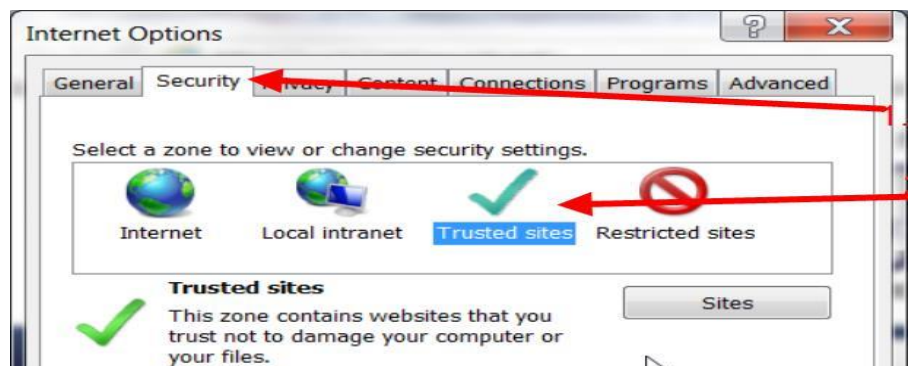 Internet Options
General Security Privacy Content Connections Programs Advanced
Select a zone to view or change security settings.
Internet Local intranet Trusted sites Restricted sites
Trusted sites
Sites
This zone contains websites that you
trust not to damage your computer or
your files.